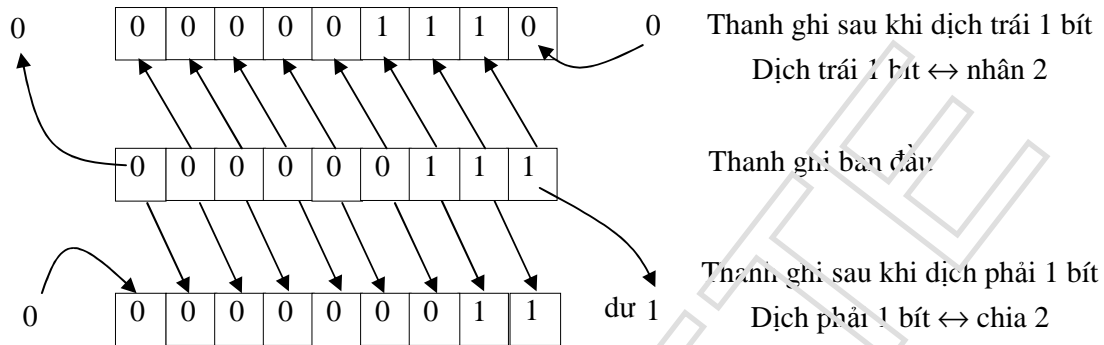 0 0 0 0 0 0 1 1 1 0 0 Thanh ghi sau khi dịch trái 1 bít
Dịch trái 1 bít ↔ nhân 2
0 0 0 0 0 0 1 1 1 Thanh ghi ban đầu
Thanh ghi sau khi dịch phải 1 bít
0 0 0 0 0 0 0 0 1 1 dư 1
Dịch phải 1 bít ↔ chia 2
TE